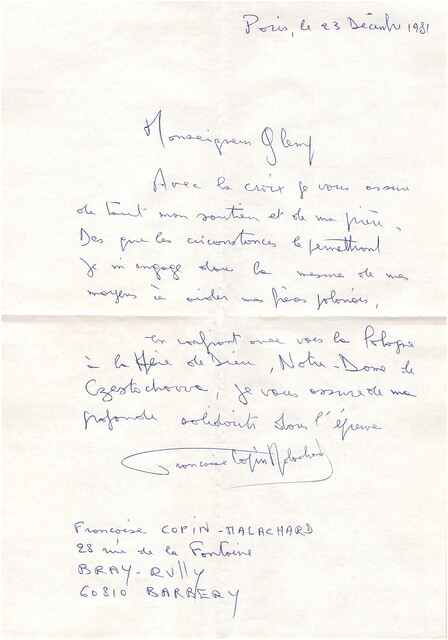 Paris, le 23 Décembre 1981
Monseigneur Glemp
Avec la croix je vous assure
de tout mon soutien et de ma prière.
Dès que les circonstances le permettront
je m'engage dans la mesure de mes
moyens à aider mes frères polonais.
En confiant avec vous la Pologne
à la Mère de Dieu, Notre-Dame de
Czestochowa, je vous assure de ma
profonde solidarité dans l'épreuve
Françoise Copin Malachard
Françoise COPIN-MALACHARD
28 rue de la Fontaine
BRAY-RULLY
60810 BARBERY